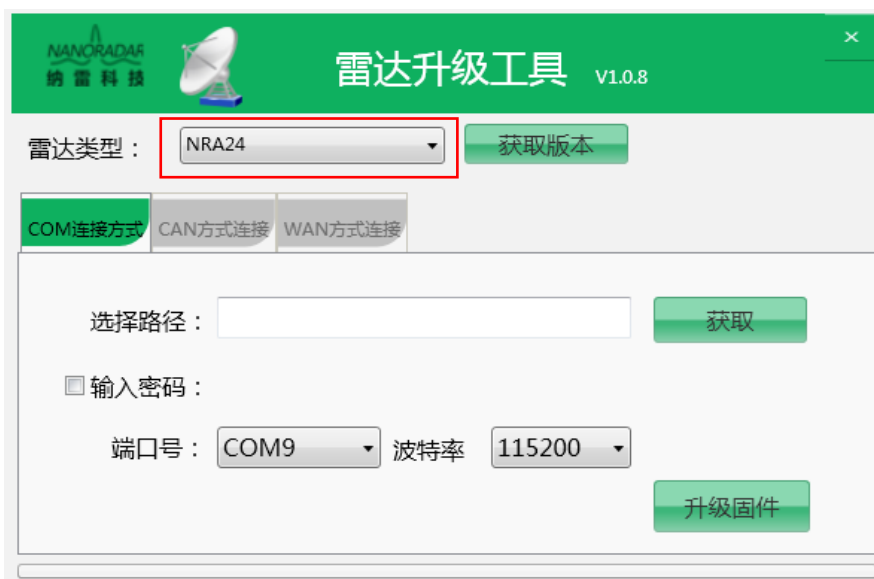 NANORADAR
纳雷科技
雷达升级工具 V1.0.8
×
雷达类型： NRA24 获取版本
COM连接方式 CAN方式连接 WAN方式连接
选择路径： 获取
输入密码：
端口号： COM9 波特率 115200
升级固件